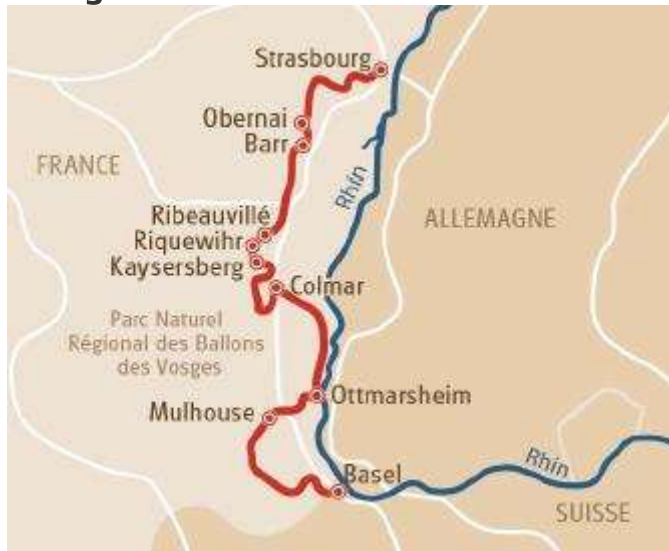 Strasbourg
Obernai
Barr
FRANCE
Rhin
Ribeauvillé
ALLEMAGNE
Riquewihr
Kaysersberg
Colmar
Parc Naturel
Régional des Ballons
des Vosges
Ottmarsheim
Mulhouse
Basel
Rhin
SUISSE